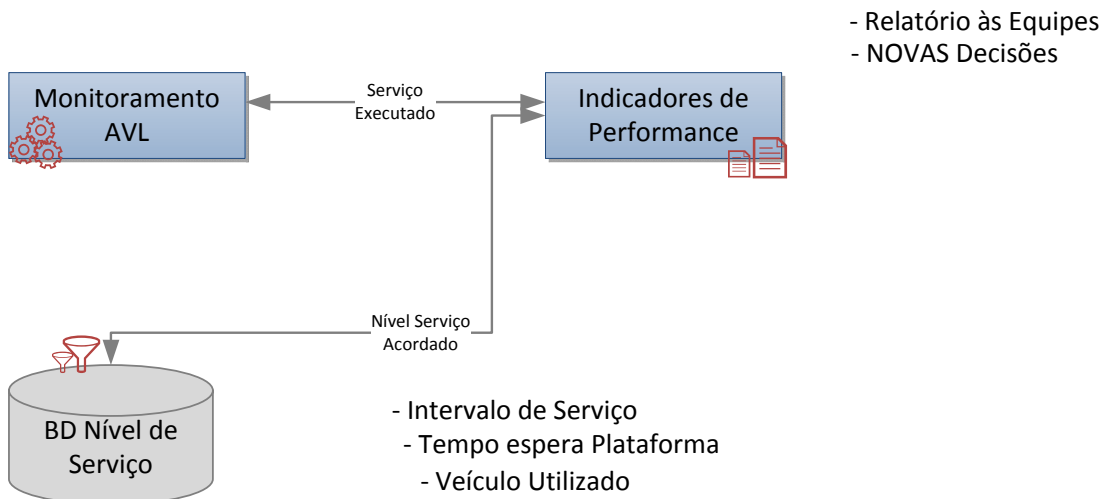 - Relatório às Equipes
- NOVAS Decisões
Monitoramento
AVL
Serviço
Executado
Indicadores de
Performance
Nível Serviço
Acordado
BD Nível de
Serviço
- Intervalo de Serviço
- Tempo espera Plataforma
- Veículo Utilizado